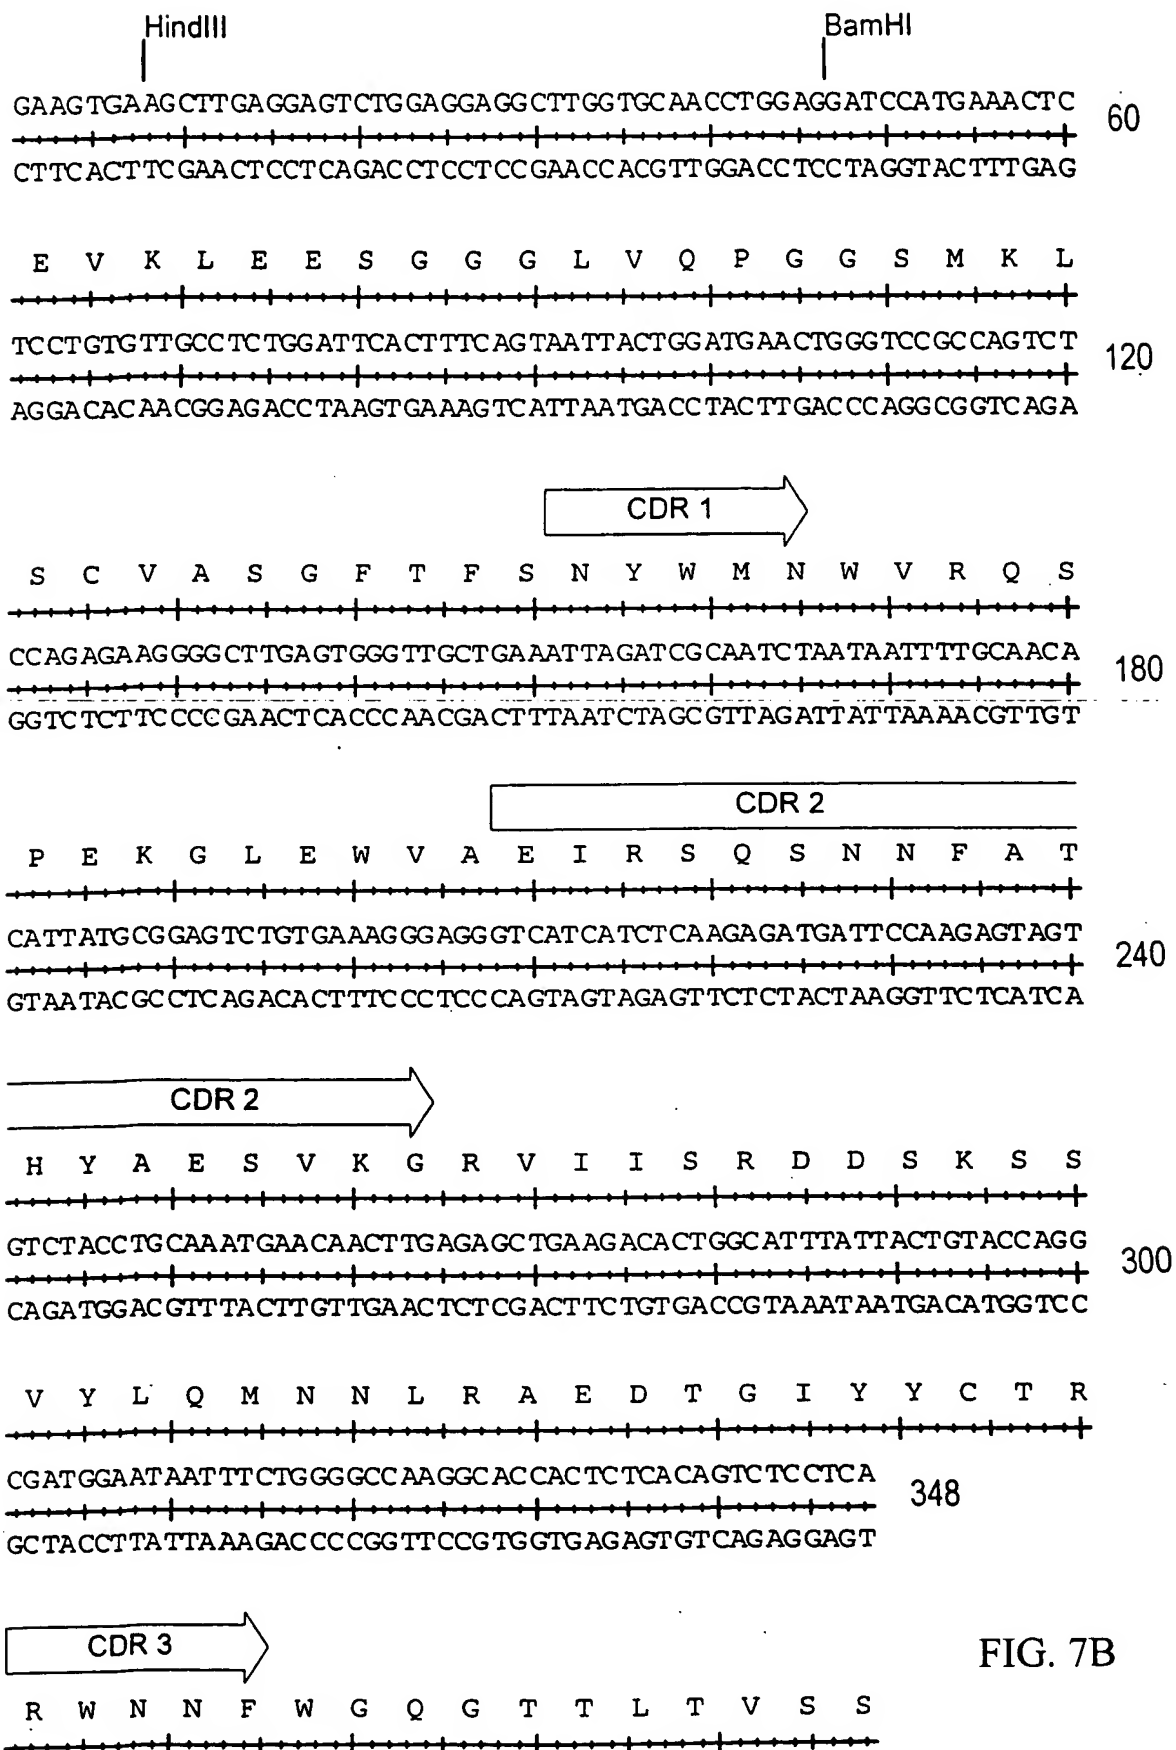 HindIII BamHI
GAAGTGAAGCTTGAGGAGTCTGGAGGAGGCTTGGTGCAACCTGGAGGATCCATGAAACTC 60
CTTCACTTCGAACTCCTCAGACCTCCTCCGAACCACGTTGGACCTCCTAGGTACTTTGAG
E V K L E E S G G G L V Q P G G S M K L
TCCTGTGTTGCCTCTGGATTCACTTTCAGTAATTACTGGATGAACTGGGTCCGCCAGTCT 120
AGGACACAACGGAGACCTAAGTGAAAGTCATTAATGACCTACTTGACCCAGGCGGTCAGA
CDR 1
S C V A S G F T F S N Y W M N W V R Q S
CCAGAGAAGGGGCTTGAGTGGGTTGCTGAAATTAGATCGCAATCTAATAATTTTGCAACA 180
GGTCTCTTCCCCGAACTCACCCAACGACTTTAATCTAGCGTTAGATTATTAAAACGTTGT
CDR 2
P E K G L E W V A E I R S Q S N N F A T
CATTATGCGGAGTCTGTGAAAGGGAGGGTCATCATCTCAAGAGATGATTCCAAGAGTAGT 240
GTAATACGCCTCAGACACTTTCCCTCCCAGTAGTAGAGTTCTCTACTAAGGTTCTCATCA
CDR 2
H Y A E S V K G R V I I S R D D S K S S
GTCTACCTGCAAATGAACAACTTGAGAGCTGAAGACACTGGCATTTATTACTGTACCAGG 300
CAGATGGACGTTTACTTGTTGAACTCTCGACTTCTGTGACCGTAAATAATGACATGGTCC
V Y L Q M N N L R A E D T G I Y Y C T R
CGATGGAATAATTTCTGGGGCCAAGGCACCACTCTCACAGTCTCCTCA 348
GCTACCTTATTAAAGACCCCGGTTCCGTGGTGAGAGTGTCAGAGGAGT
CDR 3
FIG. 7B
R W N N F W G Q G T T L T V S S